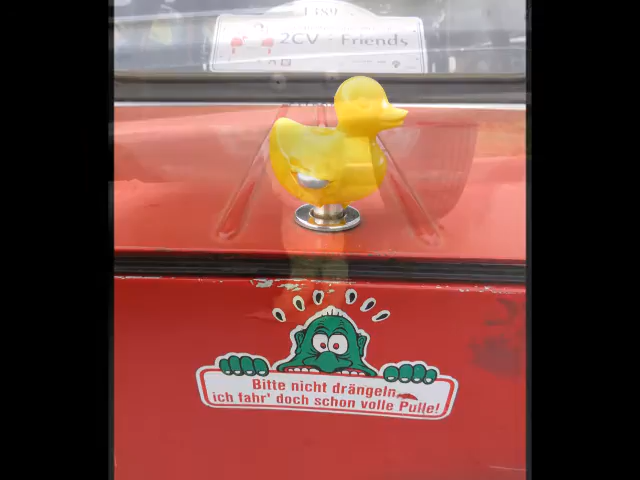 2CV - Friends
Bitte nicht drängeln
ich fahr' doch schon volle Pulle!